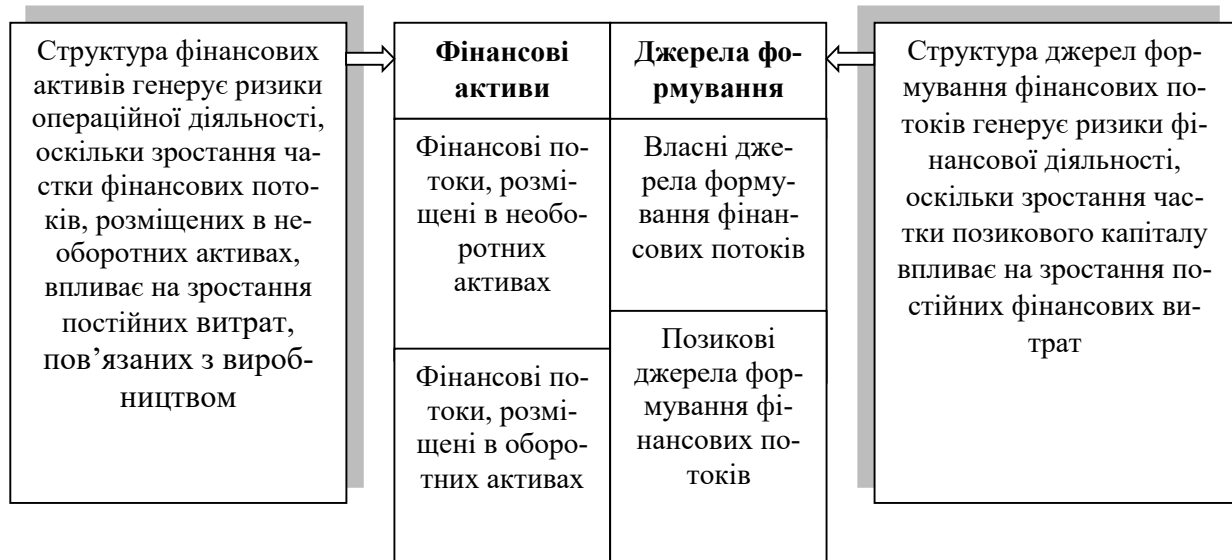 Структура фінансових
активів генерує ризики
операційної діяльності,
оскільки зростання ча-
стки фінансових пото-
ків, розміщених в не-
оборотних активах,
впливає на зростання
постійних витрат,
пов’язаних з вироб-
ництвом
Фінансові
активи
Фінансові по-
токи, розмі-
щені в необо-
ротних
активах
Фінансові по-
токи, розмі-
щені в оборо-
тних активах
Джерела фо-
рмування
Власні дже-
рела форму-
вання фінан-
сових потоків
Позикові
джерела фор-
мування фі-
нансових по-
токів
Структура джерел фор-
мування фінансових по-
токів генерує ризики фі-
нансової діяльності,
оскільки зростання час-
тки позикового капіталу
впливає на зростання по-
стійних фінансових ви-
трат